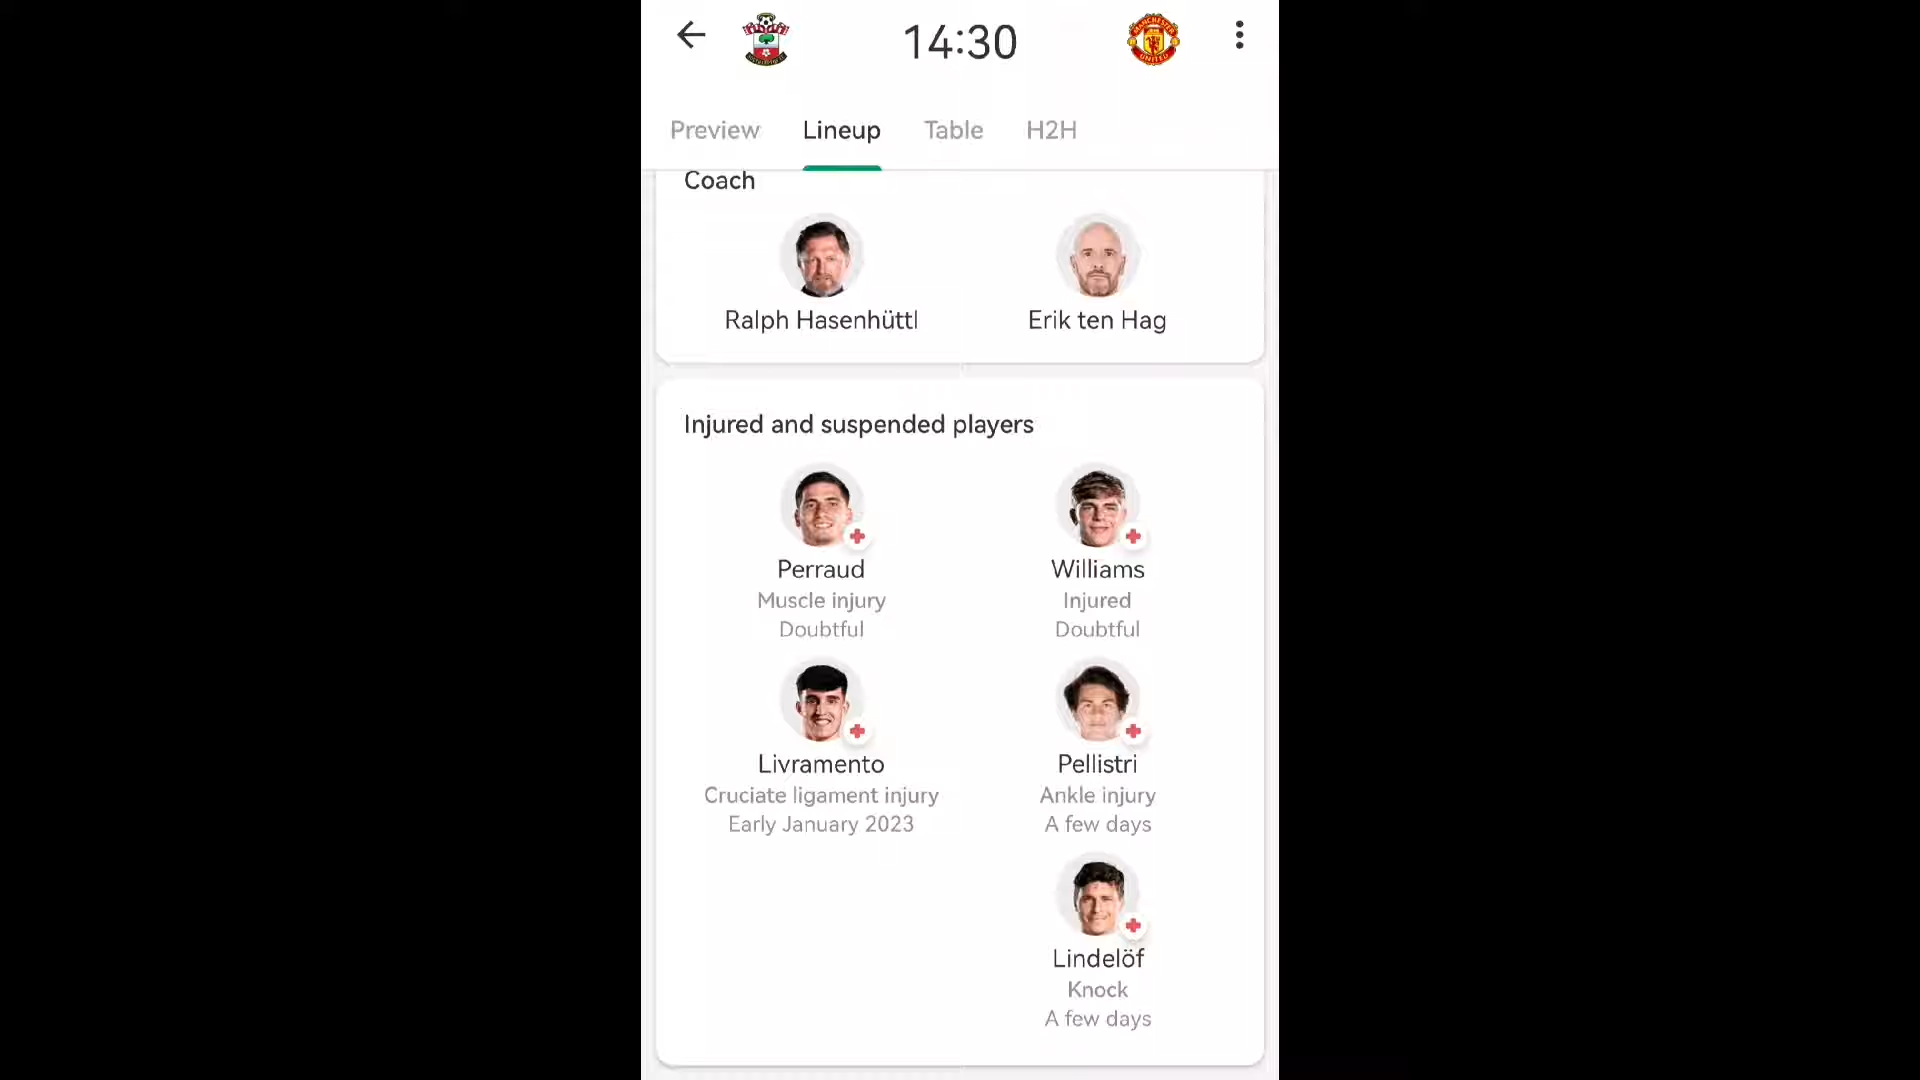 14:30
Preview Lineup Table H2H
Coach
Ralph Hasenhüttl Erik ten Hag
Injured and suspended players
Perraud
Muscle injury
Doubtful
Williams
Injured
Doubtful
Livramento
Cruciate ligament injury
Early January 2023
Pellistri
Ankle injury
A few days
Lindelöf
Knock
A few days
MANCHESTER
UNITED